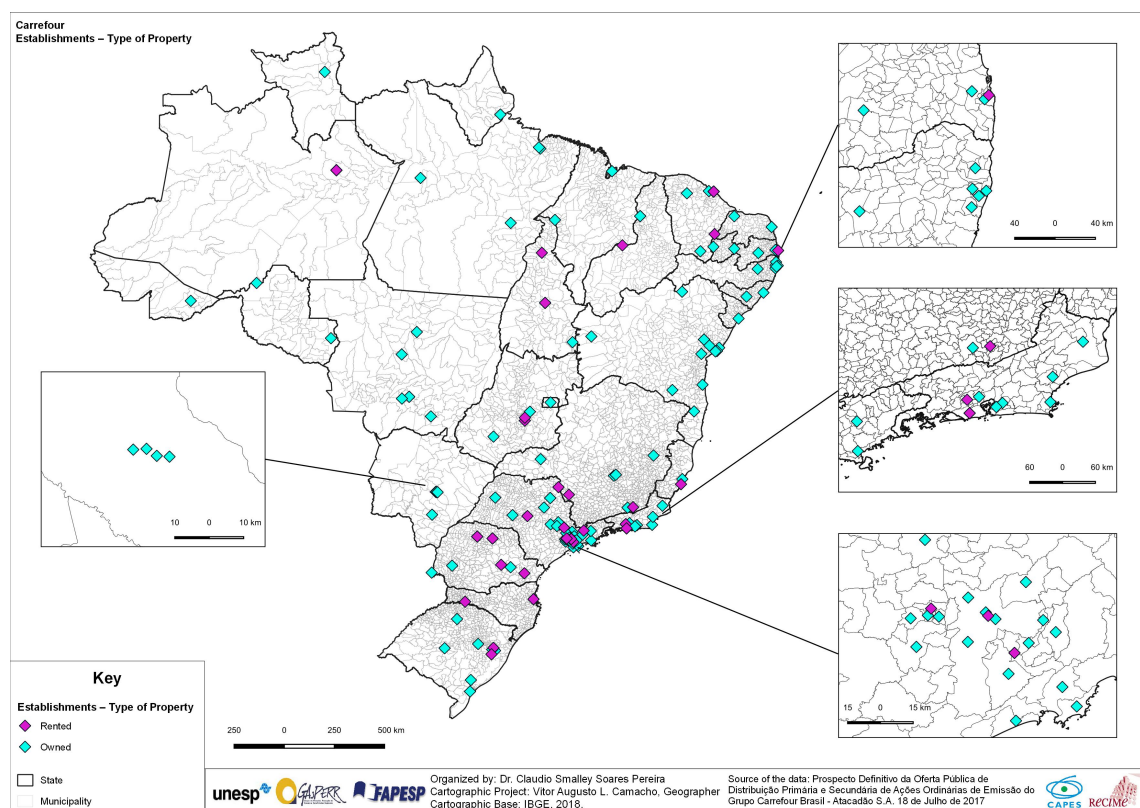 Carrefour
Establishments – Type of Property
40 0 40 km
60 0 60 km
10 0 10 km
15 0 15 km
250 0 250 500 km
Key
Establishments – Type of Property
Rented
Owned
State
Municipality
unesp
GAsPERR
FAPESP
Organized by: Dr. Claudio Smalley Soares Pereira
Cartographic Project: Vitor Augusto L. Camacho, Geographer
Cartographic Base: IBGE, 2018.
Source of the data: Prospecto Definitivo da Oferta Pública de
Distribuição Primária e Secundária de Ações Ordinárias de Emissão do
Grupo Carrefour Brasil - Atacadão S.A. 18 de Julho de 2017
CAPES
RECIME